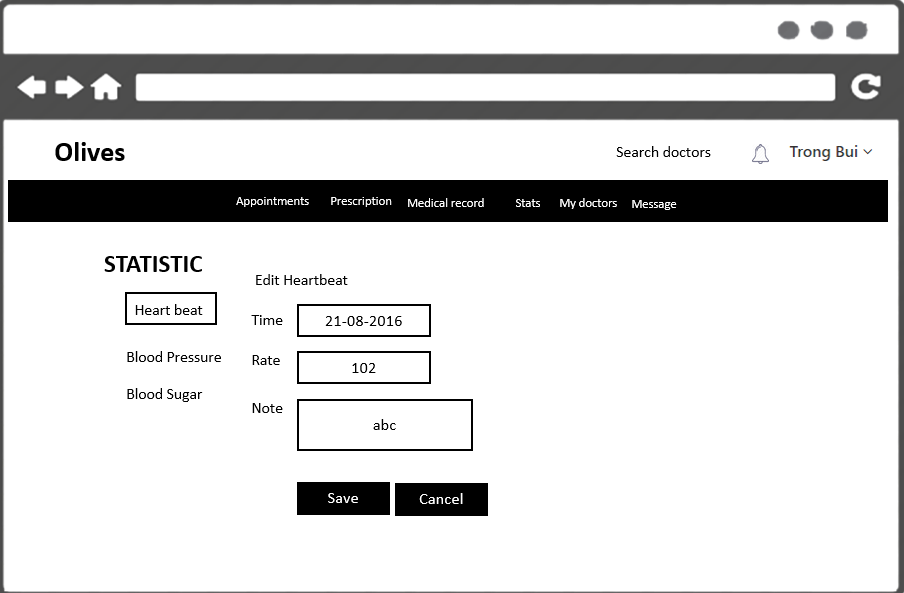 Olives
Search doctors
Trong Bui
Appointments Prescription Medical record Stats My doctors Message
STATISTIC
Edit Heartbeat
Heart beat
Time 21-08-2016
Blood Pressure
Rate 102
Blood Sugar
Note abc
Save Cancel